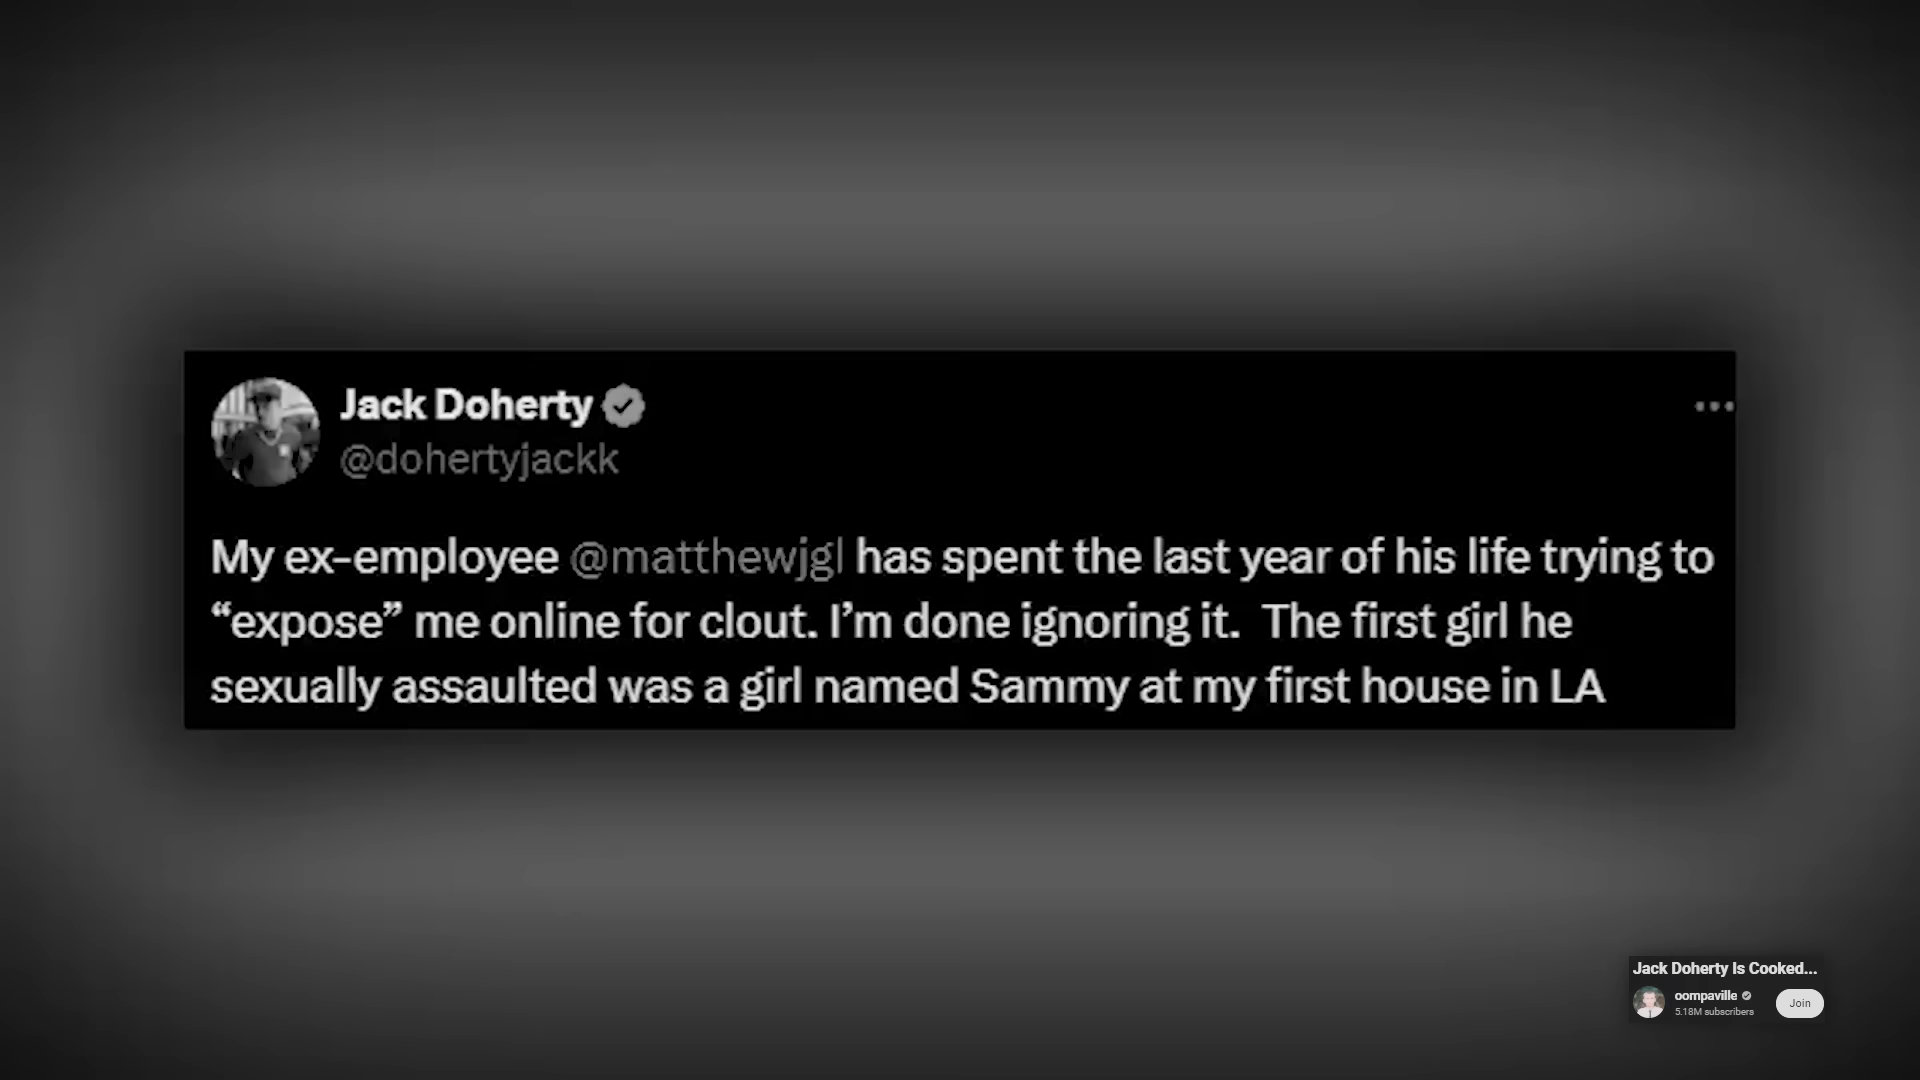 Jack Doherty
@dohertyjackk
My ex-employee @matthewjgl has spent the last year of his life trying to
“expose” me online for clout. I’m done ignoring it.  The first girl he
sexually assaulted was a girl named Sammy at my first house in LA
Jack Doherty Is Cooked...
oompaville
5.18M subscribers
Join